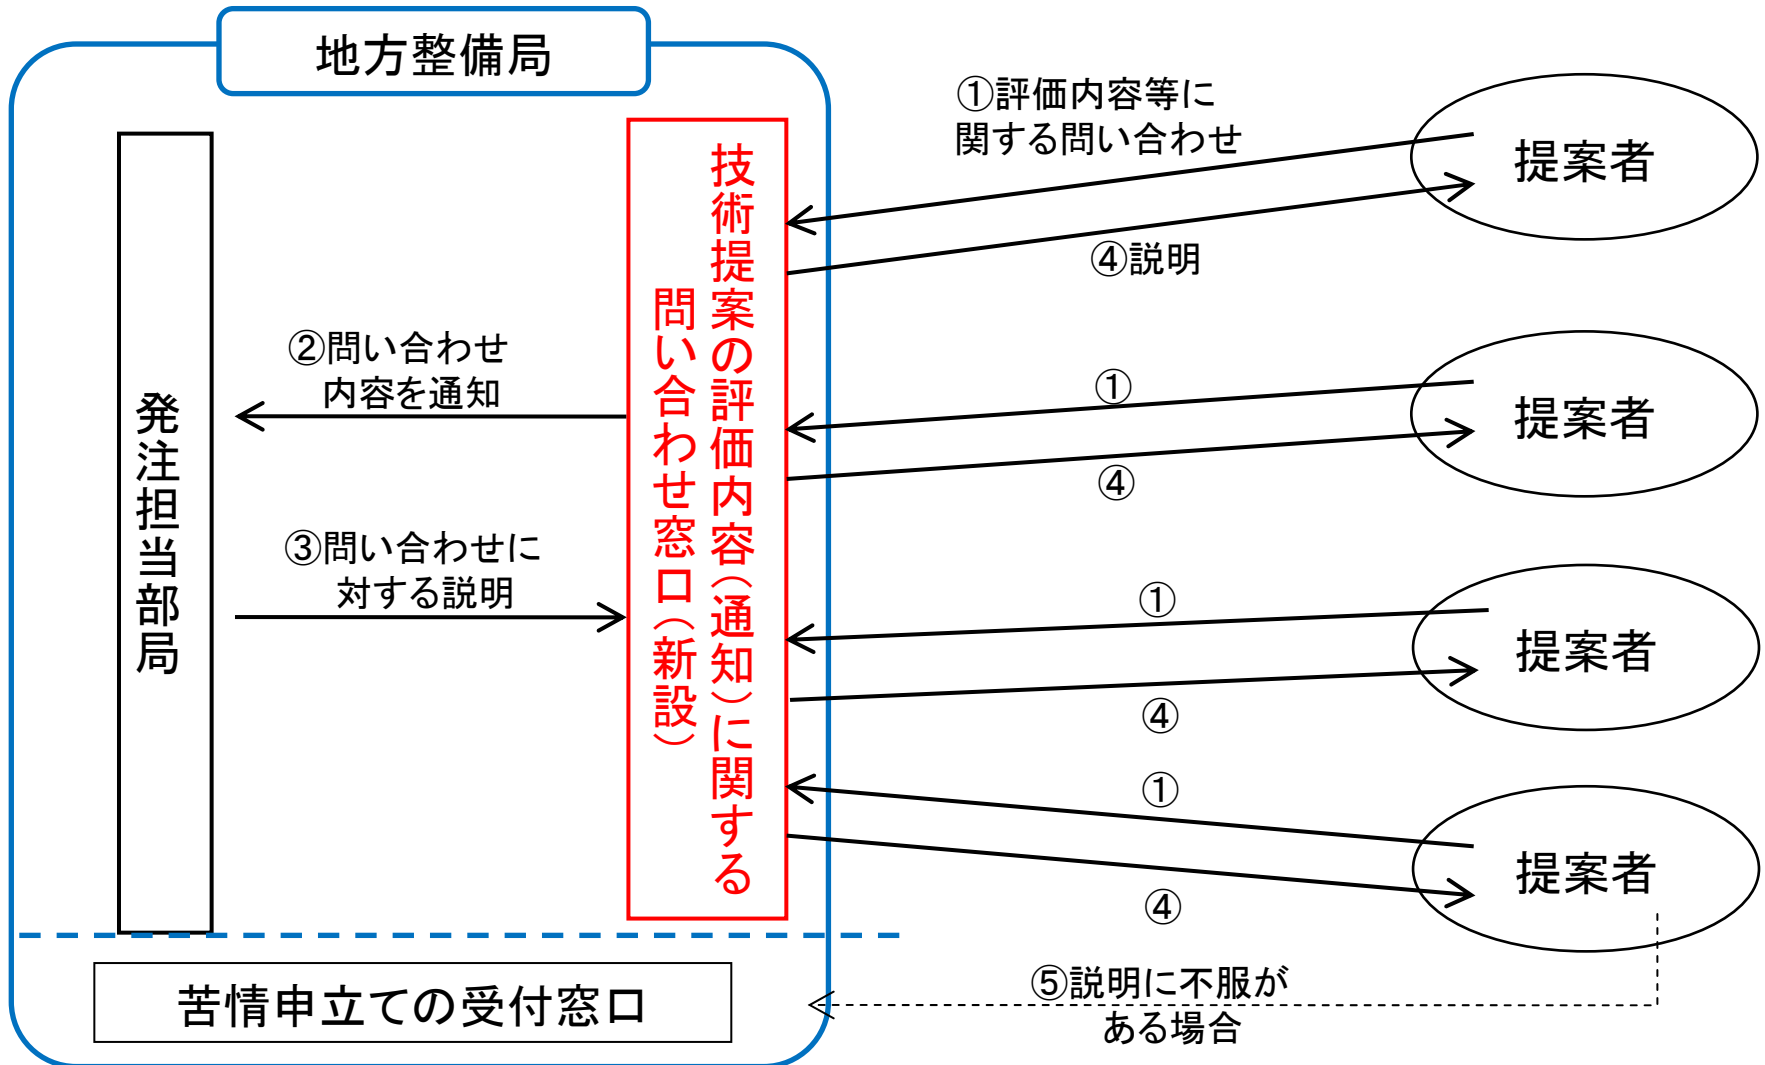 地方整備局
発注担当部局
②問い合わせ
内容を通知
③問い合わせに
対する説明
技術提案の評価内容（通知）に関する
問い合わせ窓口（新設）
①評価内容等に
関する問い合わせ
④説明
提案者
①
④
提案者
①
④
提案者
①
④
提案者
⑤説明に不服が
ある場合
苦情申立ての受付窓口